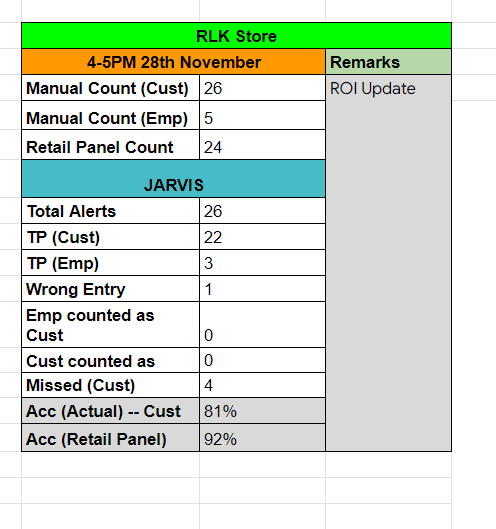 RLK Store
4-5PM 28th November Remarks
Manual Count (Cust) 26 ROI Update
Manual Count (Emp) 5
Retail Panel Count 24
JARVIS
Total Alerts 26
TP (Cust) 22
TP (Emp) 3
Wrong Entry 1
Emp counted as
Cust 0
Cust counted as 0
Missed (Cust) 4
Acc (Actual) -- Cust 81%
Acc (Retail Panel) 92%